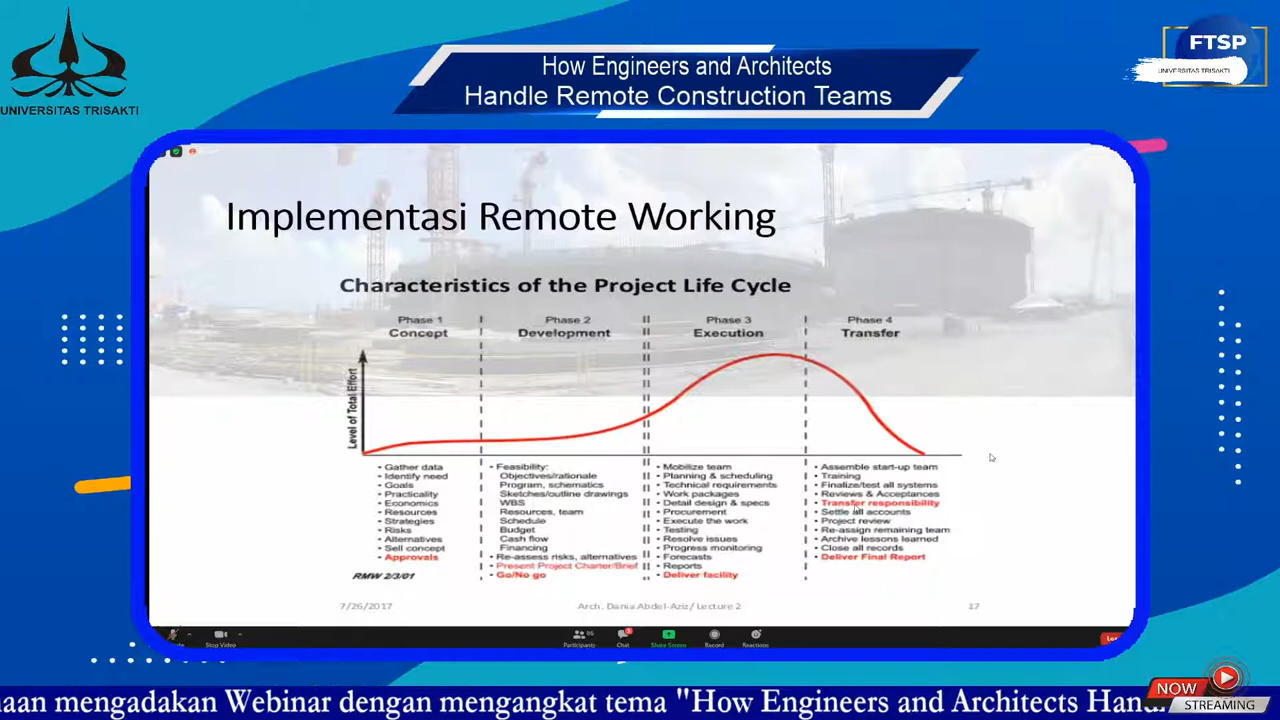 UNIVERSITAS TRISAKTI
How Engineers and Architects
Handle Remote Construction Teams
FTSP
UNIVERSITAS TRISAKTI
Implementasi Remote Working
Characteristics of the Project Life Cycle
Phase 1
Concept
Phase 2
Development
Phase 3
Execution
Phase 4
Transfer
Level of Total Effort
• Gather data
• Identify need
• Goals
• Practicality
• Economics
• Resources
• Strategies
• Risks
• Alternatives
• Sell concept
• Approvals
RMW 2/3/01
• Feasibility:
Objectives/rationale
Program, schematics
Sketches/outline drawings
WBS
Resources, team
Schedule
Budget
Cash flow
Financing
• Re-assess risks, alternatives
• Present Project Charter/Brief
• Go/No go
• Mobilize team
• Planning & scheduling
• Technical requirements
• Work packages
• Detail design & specs
• Procurement
• Execute the work
• Testing
• Resolve issues
• Progress monitoring
• Forecasts
• Reports
• Deliver facility
• Assemble start-up team
• Training
• Finalize/test all systems
• Reviews & Acceptances
• Transfer responsibility
• Settle all accounts
• Project review
• Re-assign remaining team
• Archive lessons learned
• Close all records
• Deliver Final Report
7/26/2017
Arch. Dania Abdel-Aziz/ Lecture 2
17
Stop Video
Participants
Chat
Share Screen
Record
Reactions
naan mengadakan Webinar dengan mengangkat tema "How Engineers and Architects Hand
NOW
STREAMING